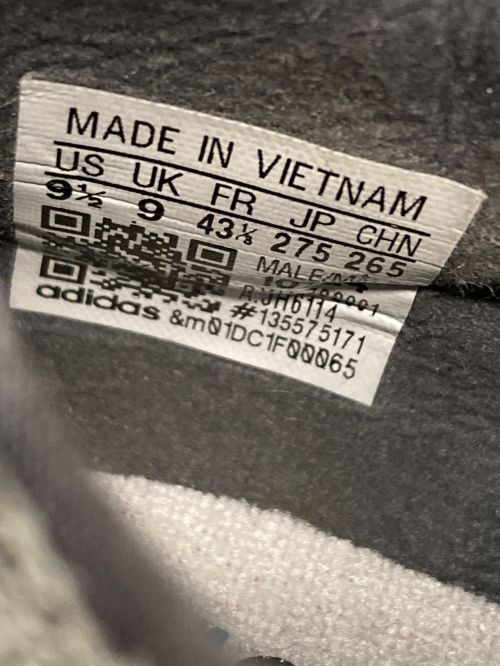 MADE IN VIETNAM
US UK FR JP CHN
9½ 9 43⅓ 275 265
MALE/M
R.JH6114
#135575171
adidas &m01DC1F00065